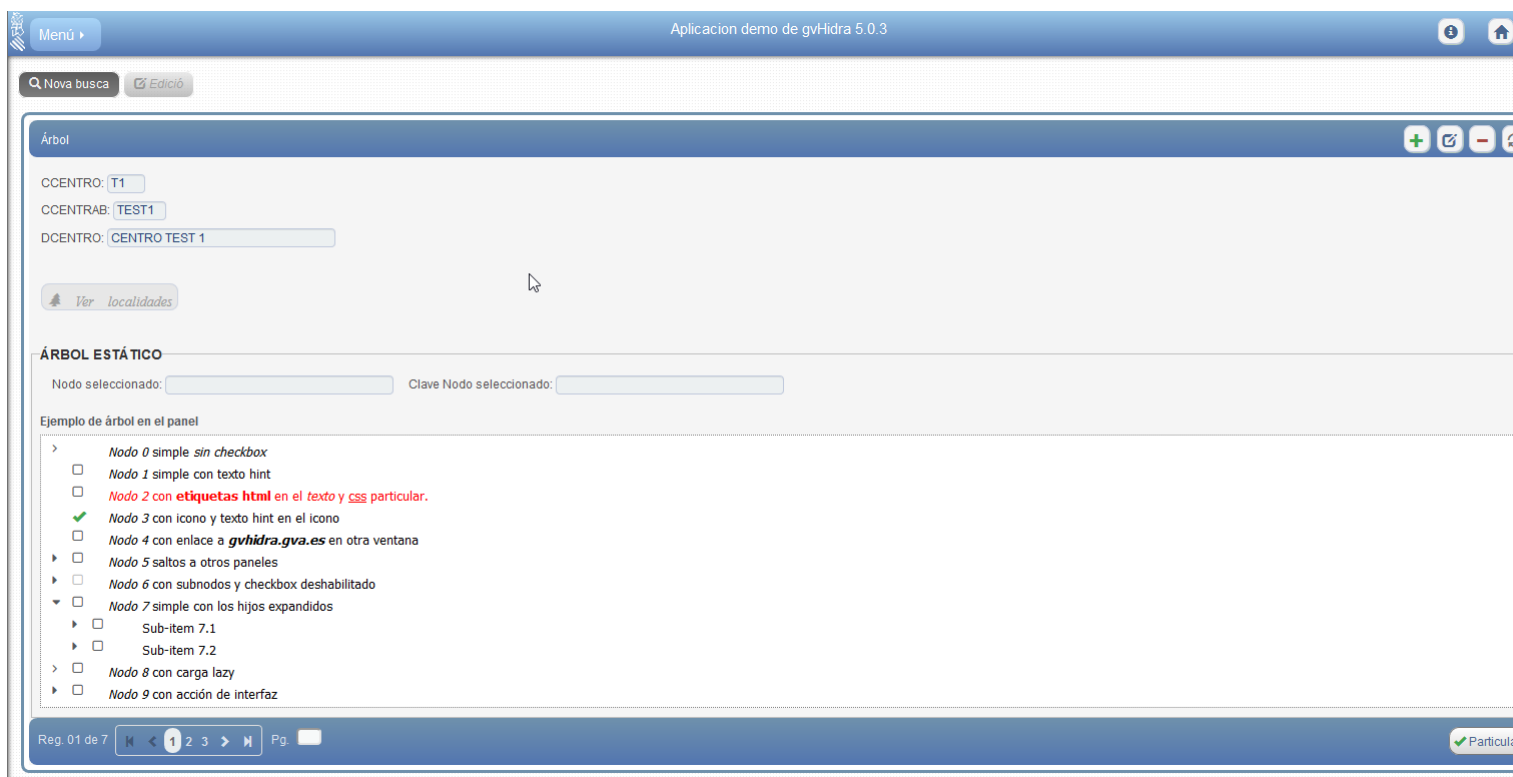 Menú
Aplicacion demo de gvHidra 5.0.3
Nova busca Edició
Árbol
CCENTRO: T1
CCENTRAB: TEST1
DCENTRO: CENTRO TEST 1
Ver localidades
ÁRBOL ESTÁTICO
Nodo seleccionado: Clave Nodo seleccionado:
Ejemplo de árbol en el panel
Nodo 0 simple sin checkbox
Nodo 1 simple con texto hint
Nodo 2 con etiquetas html en el texto y css particular.
Nodo 3 con icono y texto hint en el icono
Nodo 4 con enlace a gvhidra.gva.es en otra ventana
Nodo 5 saltos a otros paneles
Nodo 6 con subnodos y checkbox deshabilitado
Nodo 7 simple con los hijos expandidos
Sub-item 7.1
Sub-item 7.2
Nodo 8 con carga lazy
Nodo 9 con acción de interfaz
Reg. 01 de 7 1 2 3 Pg. Particula